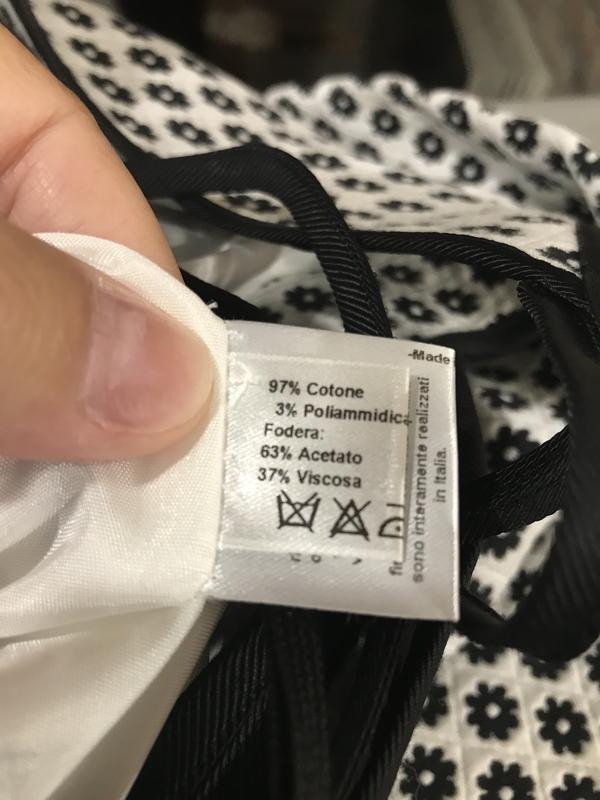 97% Cotone
3% Poliammidica
Fodera:
63% Acetato
37% Viscosa
-Made
sono interamente realizzati
in Italia.